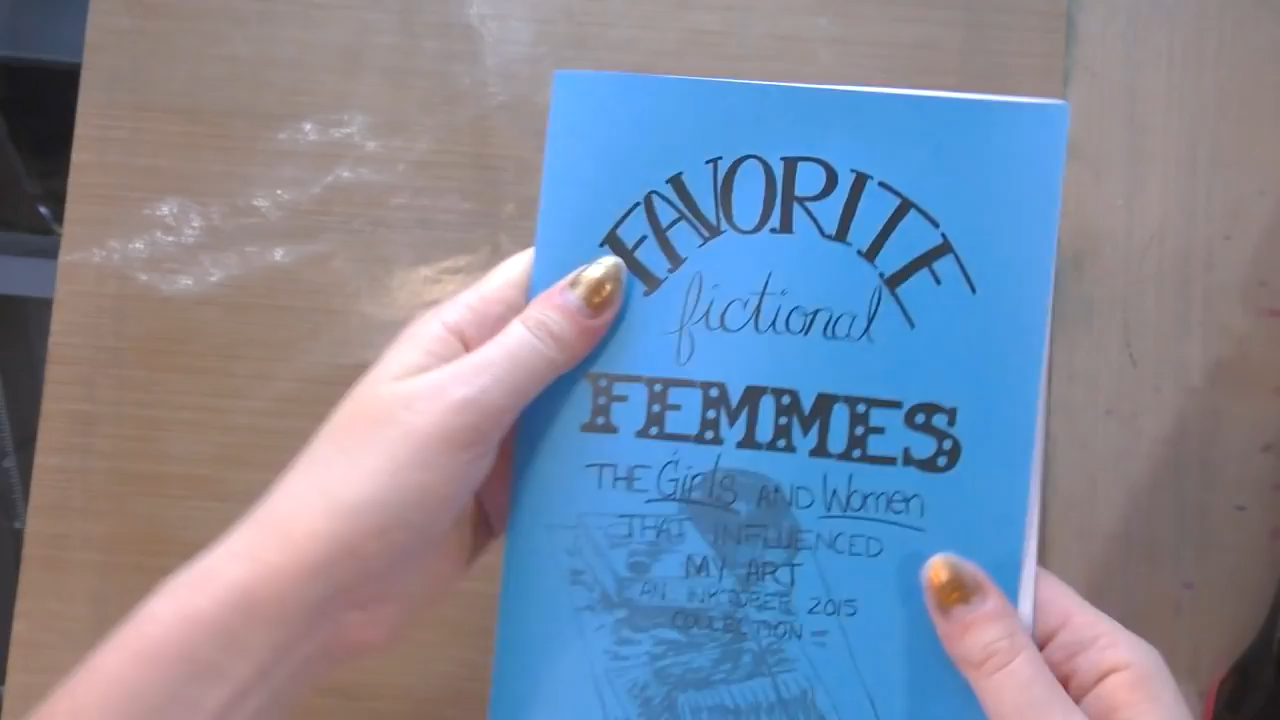 FAVORITE
fictional
FEMMES
THE Girls AND Women
THAT INFLUENCED
MY ART
AN INKTOBER 2015
COLLECTION